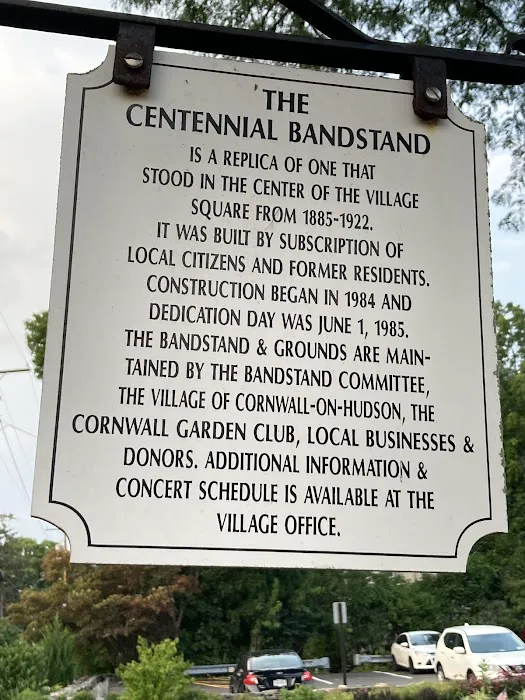 THE
CENTENNIAL BANDSTAND
IS A REPLICA OF ONE THAT
STOOD IN THE CENTER OF THE VILLAGE
SQUARE FROM 1885-1922.
IT WAS BUILT BY SUBSCRIPTION OF
LOCAL CITIZENS AND FORMER RESIDENTS.
CONSTRUCTION BEGAN IN 1984 AND
DEDICATION DAY WAS JUNE 1, 1985.
THE BANDSTAND & GROUNDS ARE MAIN-
TAINED BY THE BANDSTAND COMMITTEE,
THE VILLAGE OF CORNWALL-ON-HUDSON, THE
CORNWALL GARDEN CLUB, LOCAL BUSINESSES &
DONORS. ADDITIONAL INFORMATION &
CONCERT SCHEDULE IS AVAILABLE AT THE
VILLAGE OFFICE.